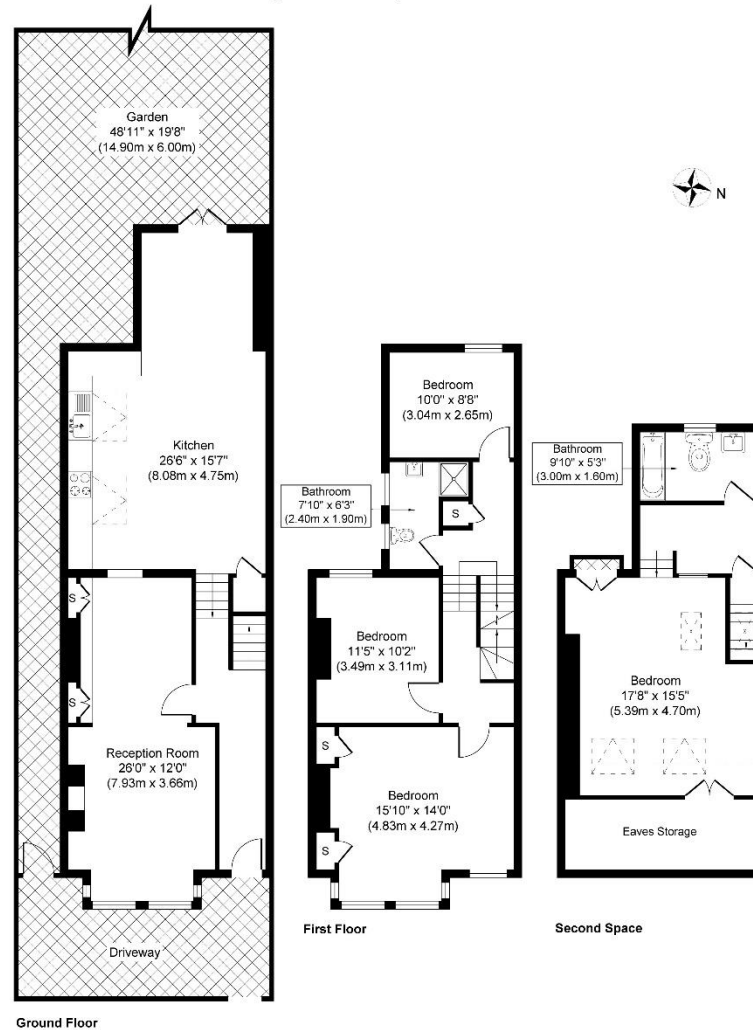 Garden
48'11" x 19'8"
(14.90m x 6.00m)
N
Kitchen
26'6" x 15'7"
(8.08m x 4.75m)
S
S
Reception Room
26'0" x 12'0"
(7.93m x 3.66m)
Driveway
Ground Floor
Bedroom
10'0" x 8'8"
(3.04m x 2.65m)
Bathroom
7'10" x 6'3"
(2.40m x 1.90m)
S
Bedroom
11'5" x 10'2"
(3.49m x 3.11m)
S
Bedroom
15'10" x 14'0"
(4.83m x 4.27m)
S
First Floor
Bathroom
9'10" x 5'3"
(3.00m x 1.60m)
Bedroom
17'8" x 15'5"
(5.39m x 4.70m)
Eaves Storage
Second Space